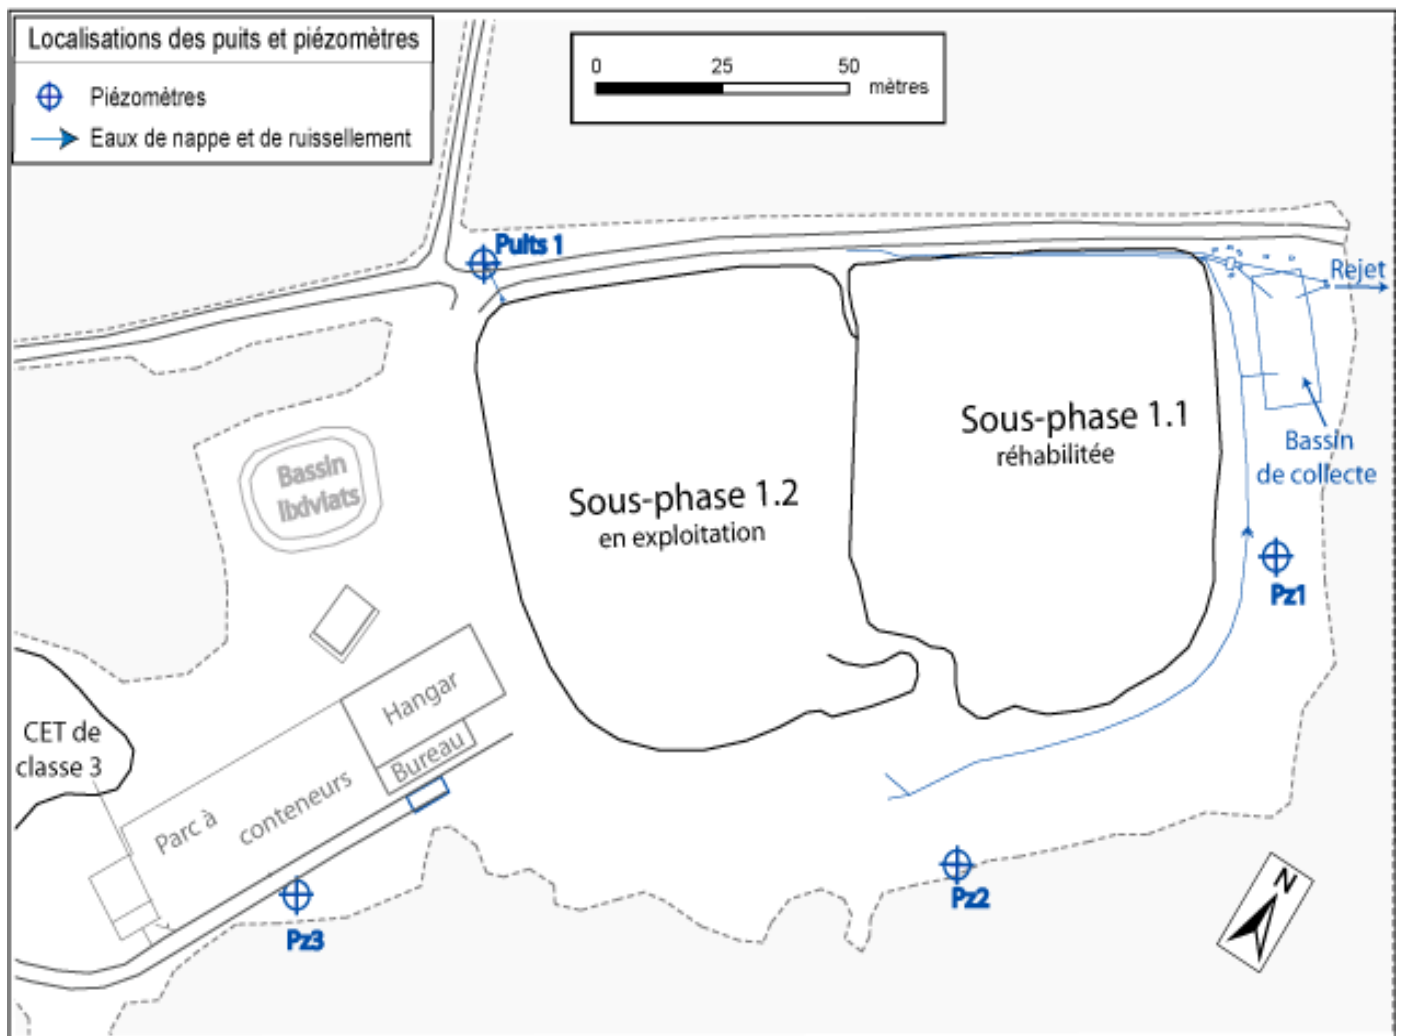 Localisations des puits et piézomètres
Piézomètres
Eaux de nappe et de ruissellement
0 25 50
mètres
Puits 1
Rejet
Sous-phase 1.1
réhabilitée
Bassin
de collecte
Bassin
lixiviats
Sous-phase 1.2
en exploitation
Pz1
Hangar
CET de
classe 3
Bureau
Parc à
conteneurs
Pz2
N
Pz3